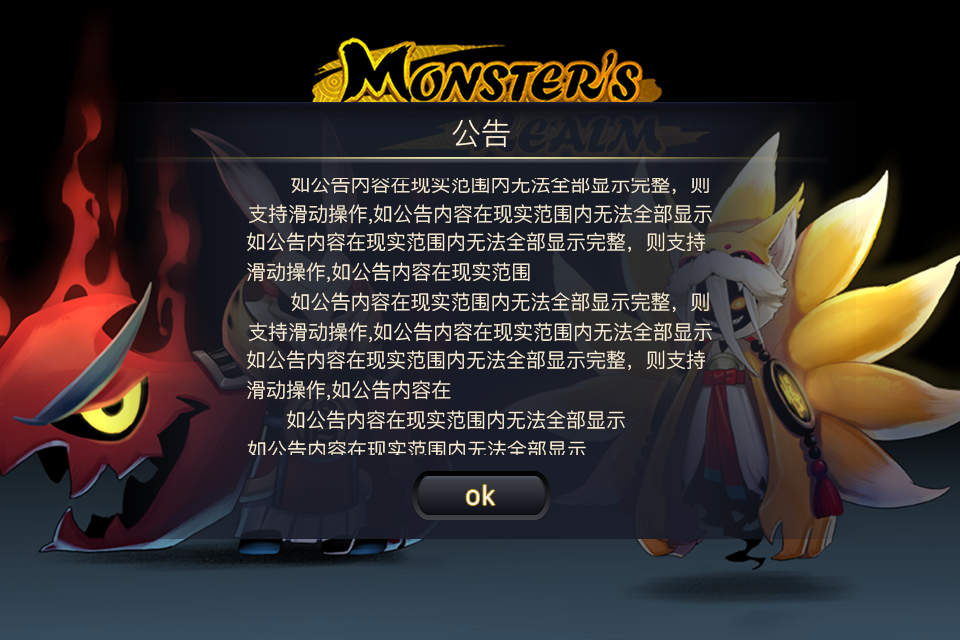 MONSTER'S
REALM
公告
如公告内容在现实范围内无法全部显示完整，则
支持滑动操作,如公告内容在现实范围内无法全部显示
如公告内容在现实范围内无法全部显示完整，则支持
滑动操作,如公告内容在现实范围
如公告内容在现实范围内无法全部显示完整，则
支持滑动操作,如公告内容在现实范围内无法全部显示
如公告内容在现实范围内无法全部显示完整，则支持
滑动操作,如公告内容在
如公告内容在现实范围内无法全部显示
如公告内容在现实范围内无法全部显示
ok